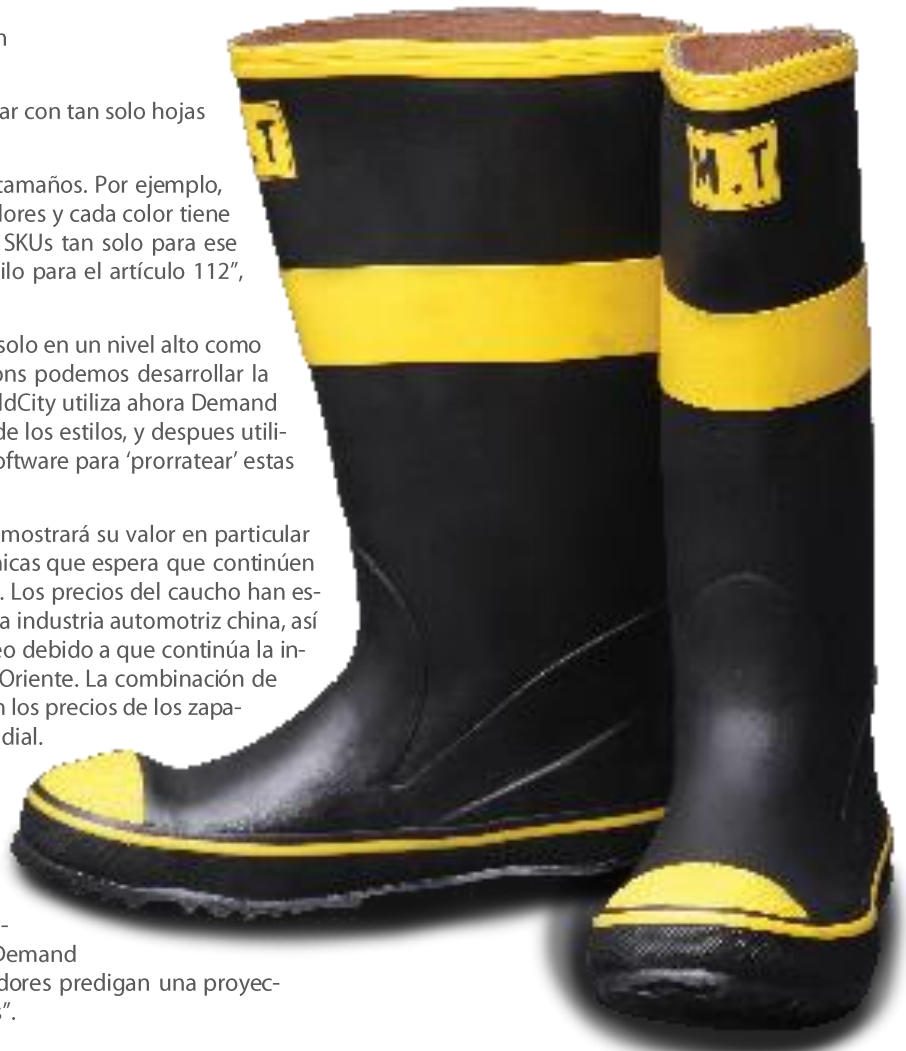 ar con tan solo hojas
tamaños. Por ejemplo,
lores y cada color tiene
SKUs tan solo para ese
ilo para el artículo 112”,
solo en un nivel alto como
ons podemos desarrollar la
ldCity utiliza ahora Demand
de los estilos, y despues utili-
oftware para ‘prorratear’ estas
mostrará su valor en particular
nicas que espera que continúen
. Los precios del caucho han es-
a industria automotriz china, así
eo debido a que continúa la in-
Oriente. La combinación de
n los precios de los zapa-
dial.
-
Demand
dores predigan una proyec-
s”.
.T
M.T